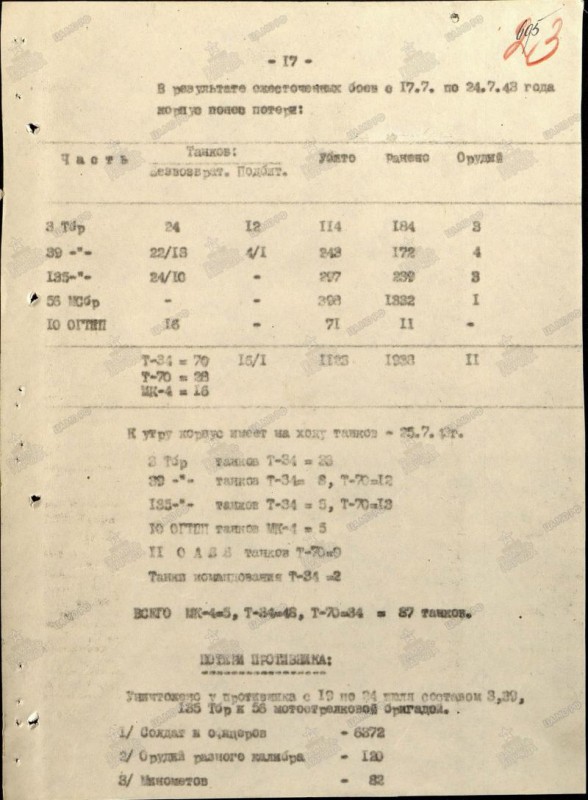 695
23
- 17 -
В результате ожесточенных боев с 17.7. по 24.7.43 года
корпус понес потери:
Часть Танков: Убито Ранено Орудий
Безвозврат. Подбит.
3 Тбр 24 12 114 184 3
39 -"- 22/18 4/1 243 172 4
135-"- 24/10 - 297 239 3
56 МСбр - - 398 1332 1
10 ОГТПП 16 - 71 11 -
Т-34 = 70 16/1 1123 1938 11
Т-70 = 28
МК-4 = 16
К утру корпус имеет на ходу танков - 25.7.43г.
3 Тбр танков Т-34 = 28
39 -"- танков Т-34= 8, Т-70=12
135-"- танков Т-34 = 5, Т-70=13
10 ОГТПП танков МК-4 = 5
11 О А Б Б танков Т-70=9
Танки командования Т-34 =2
ВСЕГО МК-4=5, Т-34=48, Т-70=34 = 87 танков.
ПОТЕРИ ПРОТИВНИКА:
Уничтожено у противника с 19 по 24 июля составом 3,39,
135 Тбр и 56 мотострелковой бригадой.
1/ Солдат и офицеров - 6372
2/ Орудий разного калибра - 120
3/ Минометов - 82